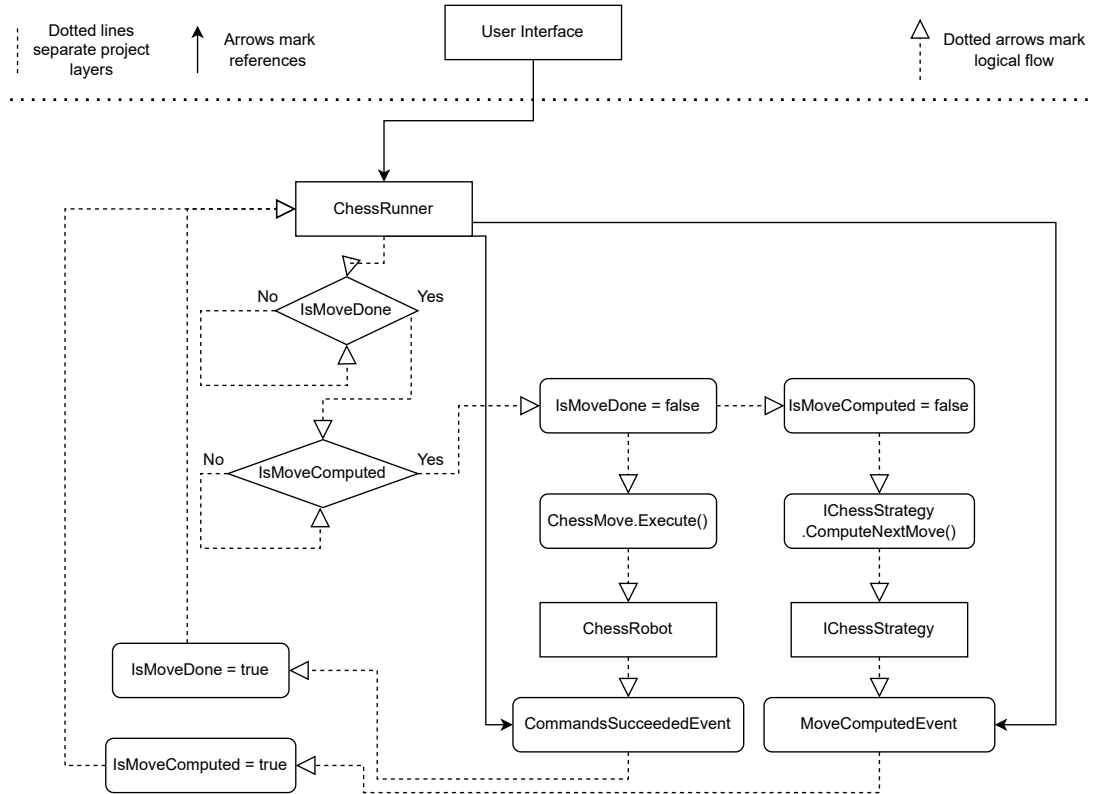 Dotted lines
separate project
layers
Arrows mark
references
User Interface
Dotted arrows mark
logical flow
ChessRunner
No
IsMoveDone
Yes
IsMoveDone = false
IsMoveComputed = false
No
IsMoveComputed
Yes
ChessMove.Execute()
IChessStrategy
.ComputeNextMove()
ChessRobot
IChessStrategy
IsMoveDone = true
CommandsSucceededEvent
MoveComputedEvent
IsMoveComputed = true